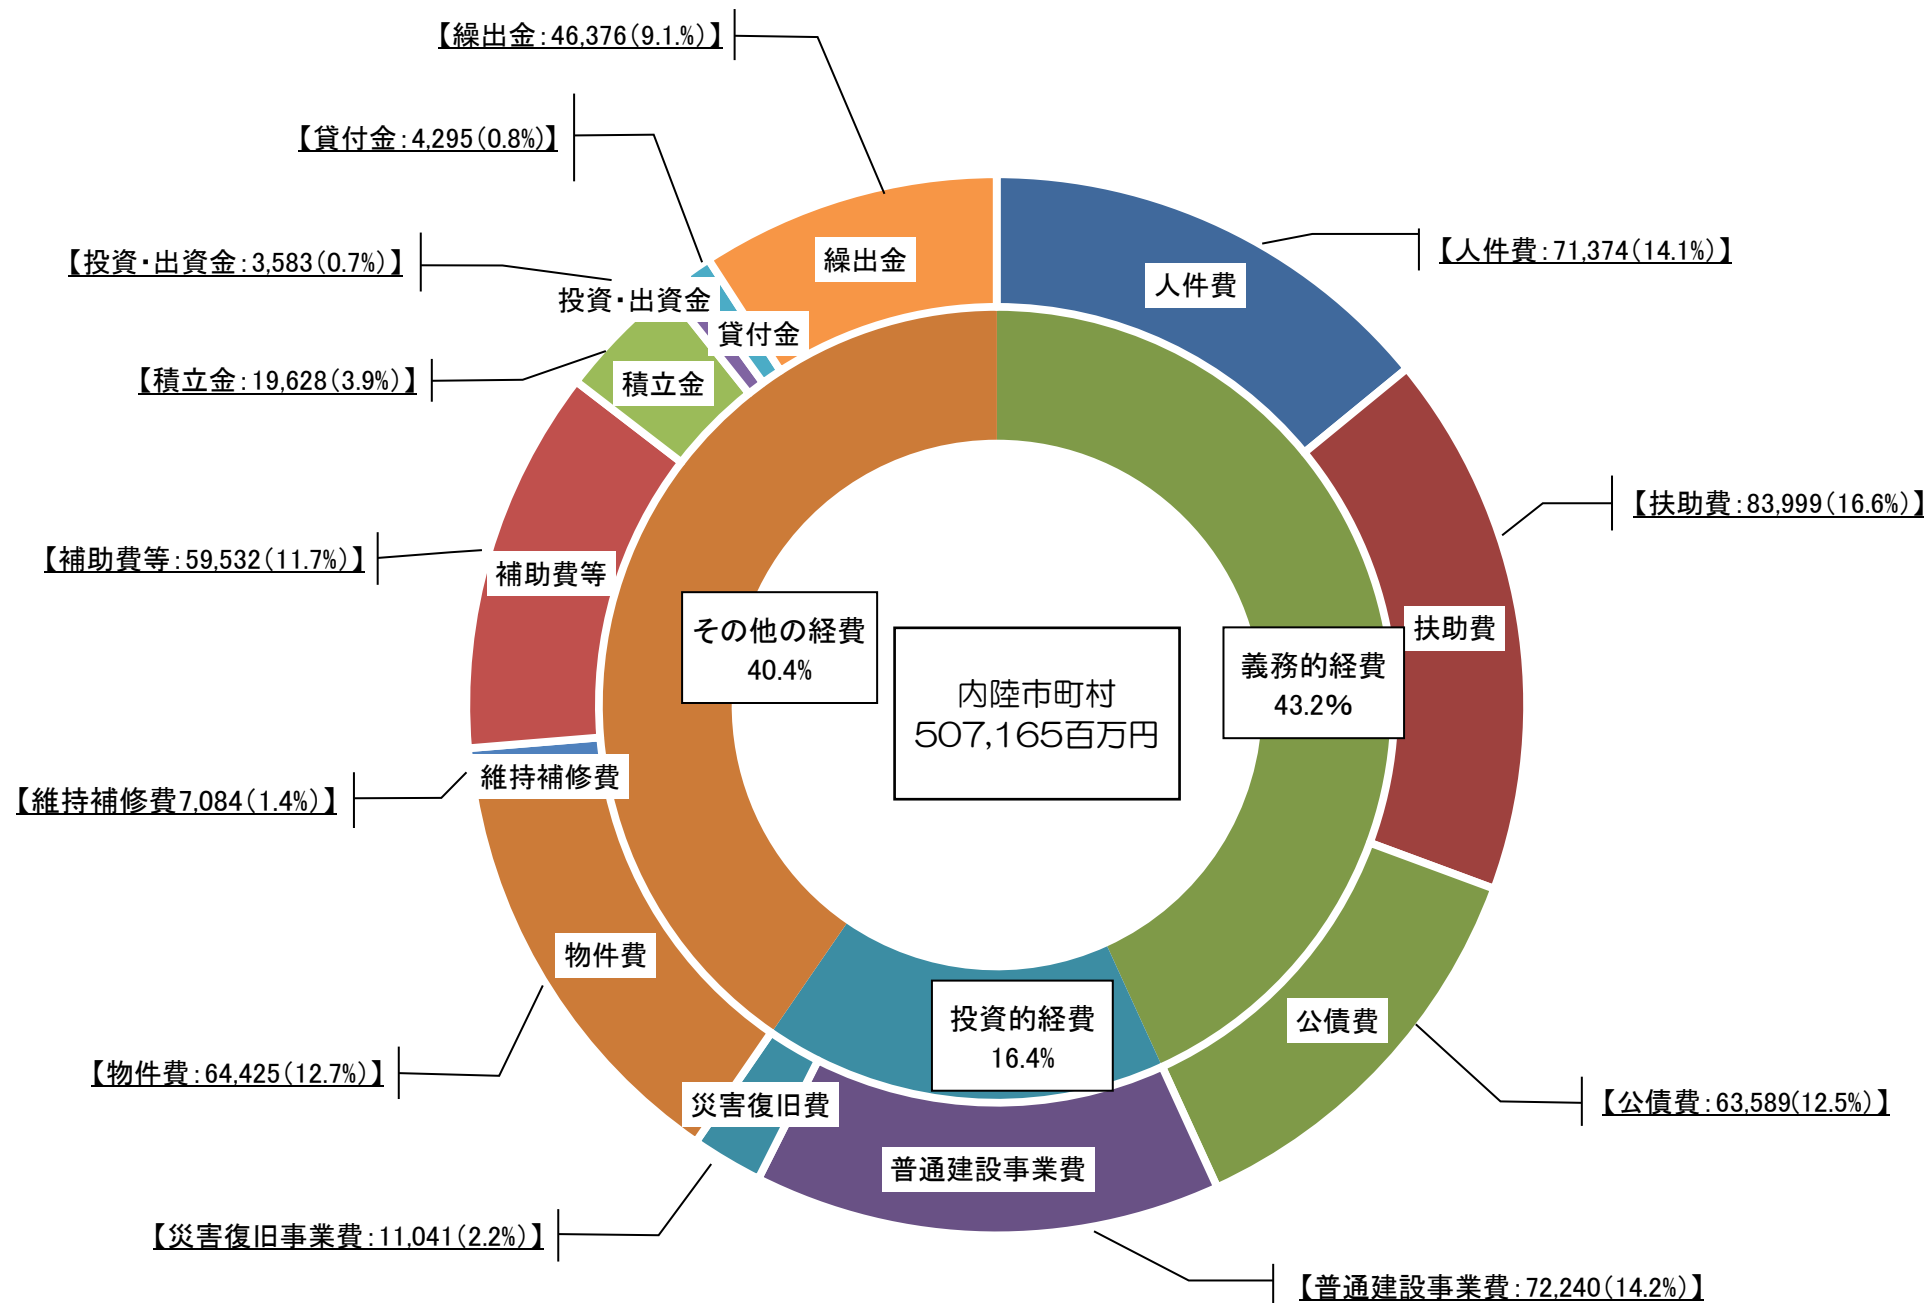 【繰出金:46,376(9.1.%)】
【貸付金:4,295(0.8%)】
【投資・出資金:3,583(0.7%)】
【積立金:19,628(3.9%)】
【補助費等:59,532(11.7%)】
【維持補修費7,084(1.4%)】
【物件費:64,425(12.7%)】
【災害復旧事業費:11,041(2.2%)】
【人件費:71,374(14.1%)】
【扶助費:83,999(16.6%)】
【公債費:63,589(12.5%)】
【普通建設事業費:72,240(14.2%)】
繰出金
人件費
投資・出資金
貸付金
積立金
補助費等
扶助費
維持補修費
物件費
公債費
災害復旧費
普通建設事業費
その他の経費
40.4%
内陸市町村
507,165百万円
義務的経費
43.2%
投資的経費
16.4%